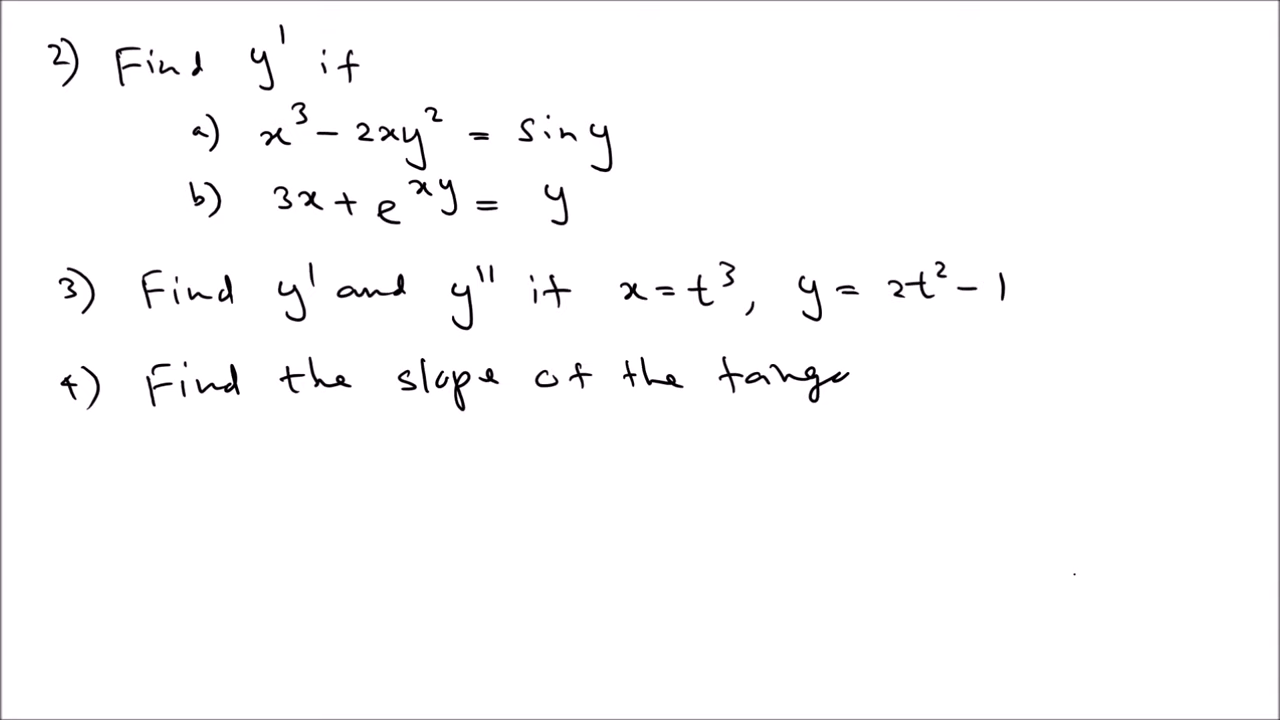 2) Find y' if
a) x³ - 2xy² = sin y
b) 3x + e^xy = y
3) Find y' and y'' if x = t³, y = 2t² - 1
4) Find the slope of the tange